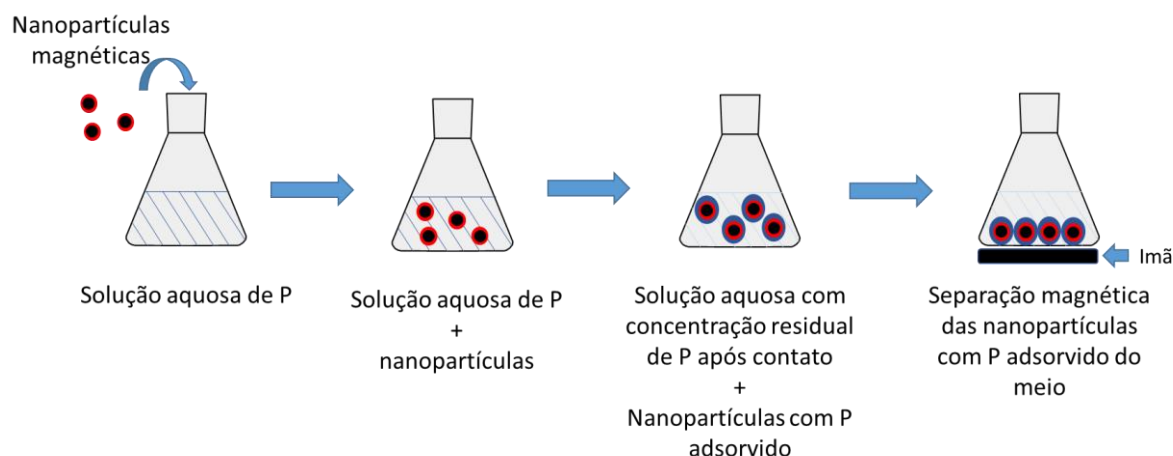 Nanopartículas
magnéticas
Solução aquosa de P
Solução aquosa de P
+
nanopartículas
Solução aquosa com
concentração residual
de P após contato
+
Nanopartículas com P
adsorvido
Imã
Separação magnética
das nanopartículas
com P adsorvido do
meio